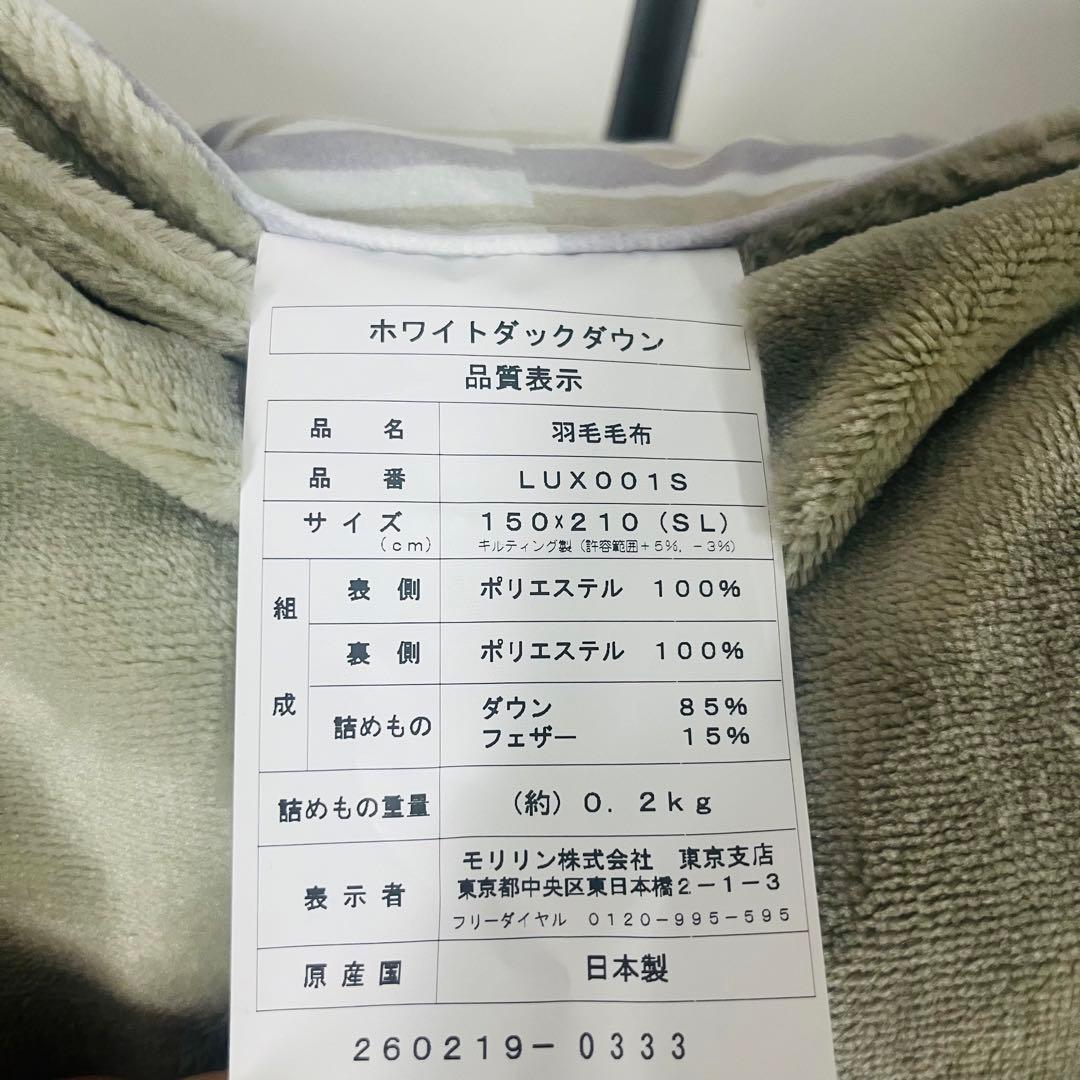 ホワイトダックダウン
品質表示
品名 羽毛毛布
品番 LUX001S
サイズ(cm) 150×210(SL)
キルティング製(許容範囲+5%, -3%)
組成 表側 ポリエステル 100%
裏側 ポリエステル 100%
詰めもの ダウン 85%
フェザー 15%
詰めもの重量 (約)0.2kg
表示者 モリリン株式会社 東京支店
東京都中央区東日本橋2-1-3
フリーダイヤル 0120-995-595
原産国 日本製
260219-0333